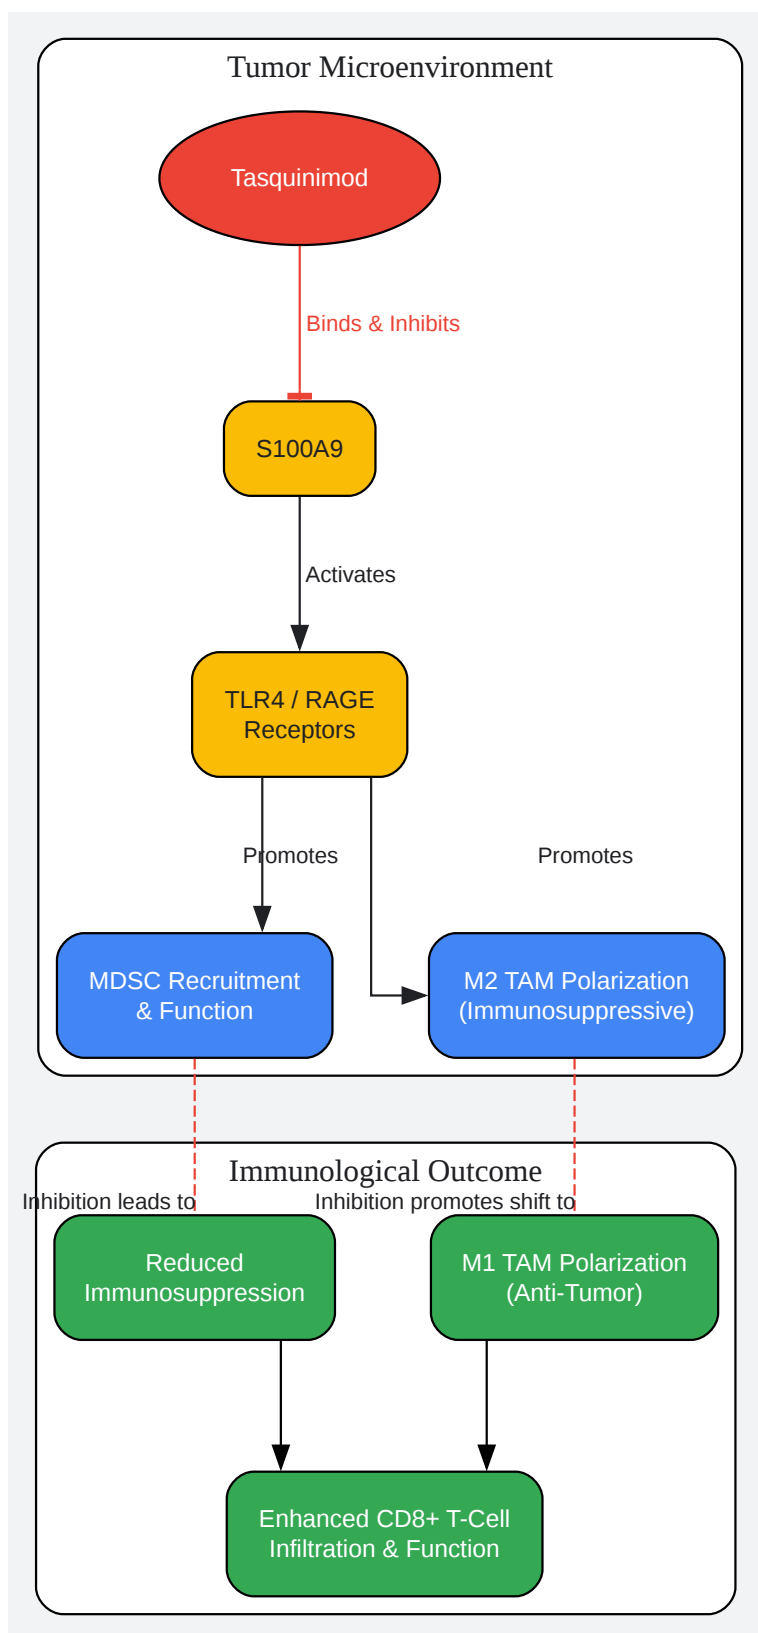 Tumor Microenvironment
Tasquinimod
Binds & Inhibits
S100A9
Activates
TLR4 / RAGE
Receptors
Promotes
Promotes
MDSC Recruitment
& Function
M2 TAM Polarization
(Immunosuppressive)
Immunological Outcome
Inhibition leads to
Inhibition promotes shift to
Reduced
Immunosuppression
M1 TAM Polarization
(Anti-Tumor)
Enhanced CD8+ T-Cell
Infiltration & Function